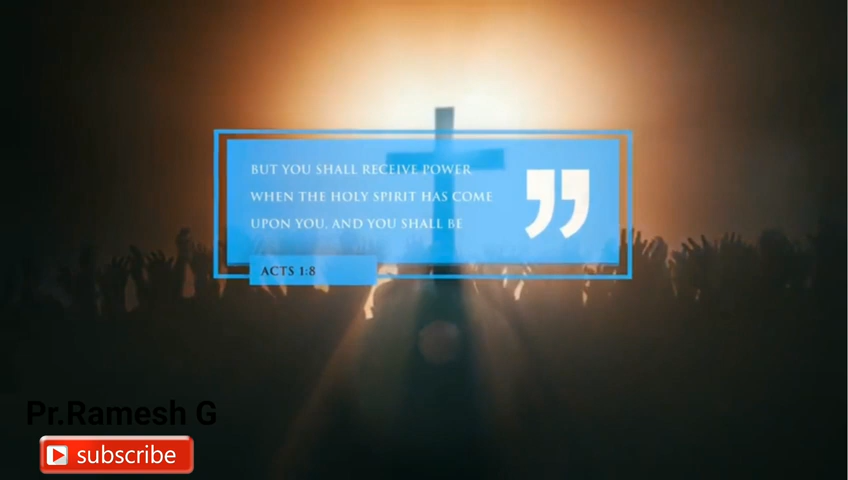 BUT YOU SHALL RECEIVE POWER
WHEN THE HOLY SPIRIT HAS COME
UPON YOU, AND YOU SHALL BE
ACTS 1:8
Pr.Ramesh G
subscribe